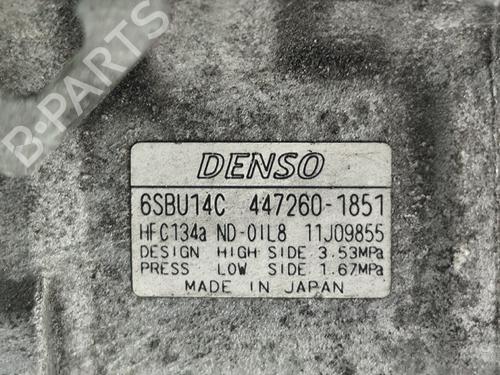 B-PARTS
DENSO
6SBU14C 447260-1851
HFC134a ND-OIL8 11J09855
DESIGN HIGH SIDE 3.53MPa
PRESS LOW SIDE 1.67MPa
MADE IN JAPAN